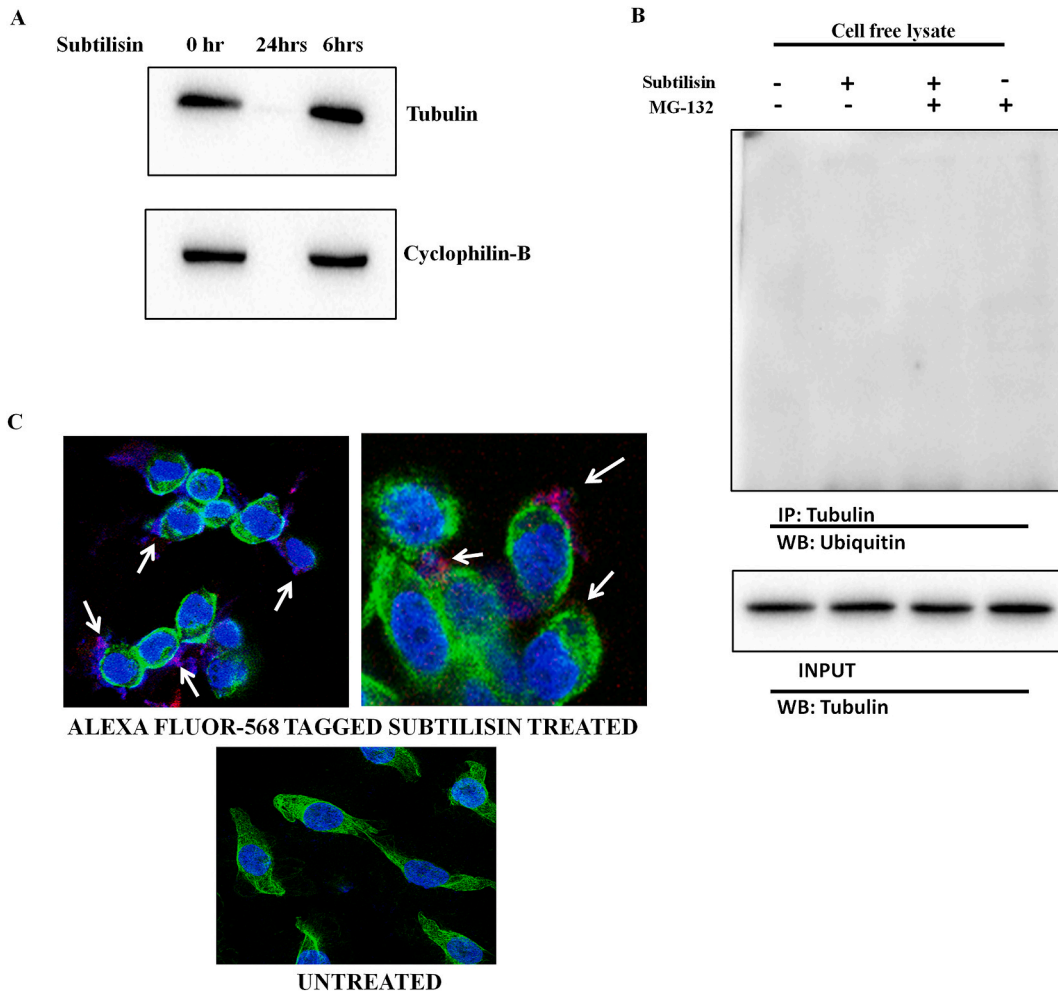 A
Subtilisin 0 hr 24hrs 6hrs
Tubulin
Cyclophilin-B
B
Cell free lysate
Subtilisin - + + -
MG-132 - - + +
IP: Tubulin
WB: Ubiquitin
INPUT
WB: Tubulin
C
ALEXA FLUOR-568 TAGGED SUBTILISIN TREATED
UNTREATED